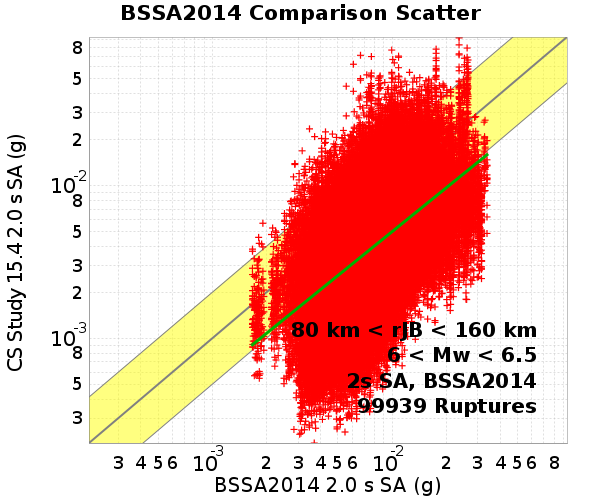 BSSA2014 Comparison Scatter
CS Study 15.4 2.0 s SA (g)
8
5
3
2
10-2
8
5
3
2
10-3
8
5
3
80 km < rJB < 160 km
6 < Mw < 6.5
2s SA, BSSA2014
99939 Ruptures
3 4 5 6 10-3 2 3 4 5 6 10-2 2 3 4 5 6 8
BSSA2014 2.0 s SA (g)